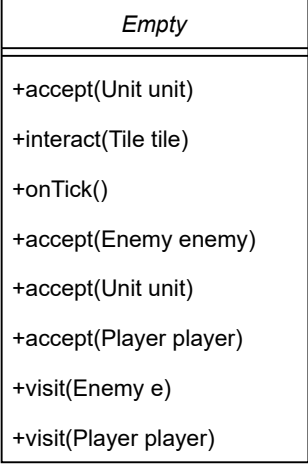 Empty
+accept(Unit unit)
+interact(Tile tile)
+onTick()
+accept(Enemy enemy)
+accept(Unit unit)
+accept(Player player)
+visit(Enemy e)
+visit(Player player)